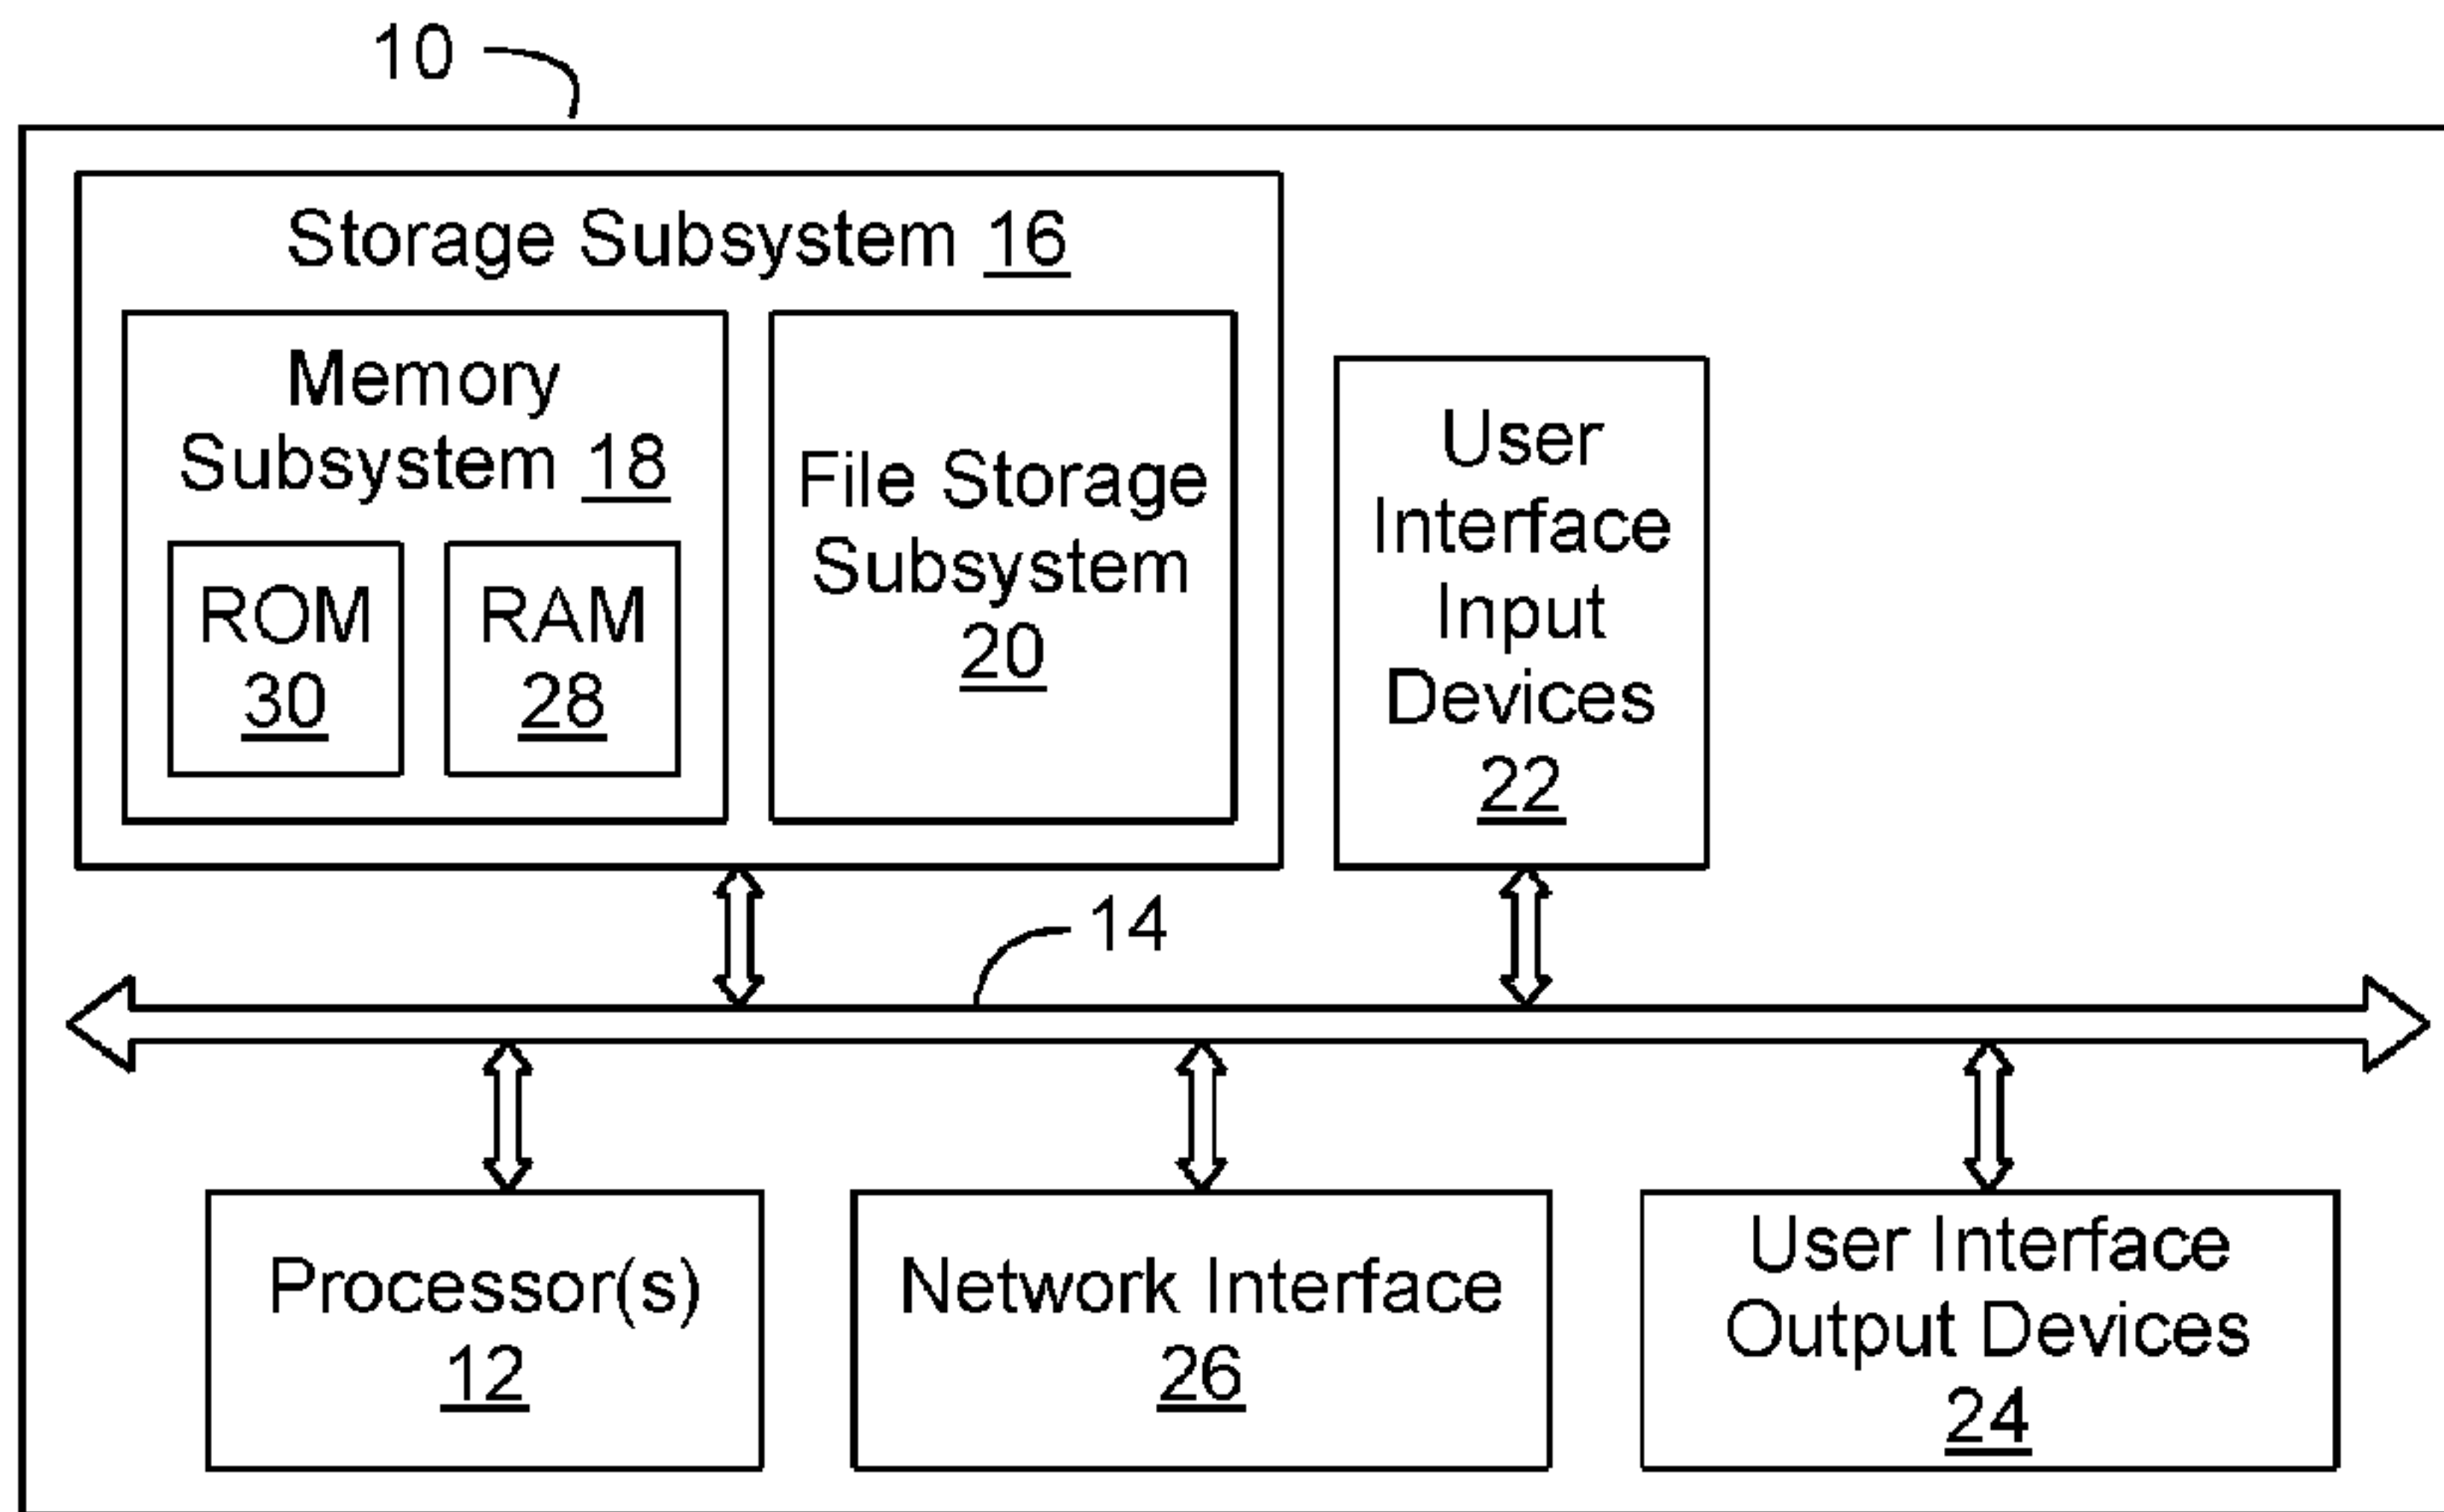 10
Storage Subsystem 16
Memory
Subsystem 18
ROM
30
RAM
28
File Storage
Subsystem
20
User
Interface
Input
Devices
22
14
Processor(s)
12
Network Interface
26
User Interface
Output Devices
24